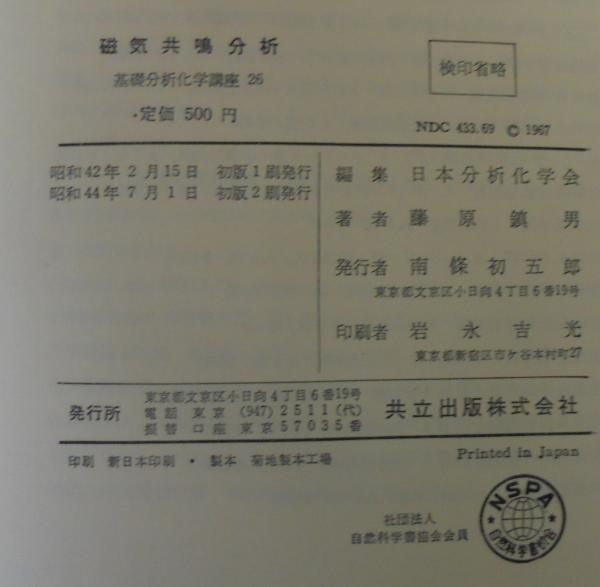 磁気共鳴分析
基礎分析化学講座 26
・定価 500 円
検印省略
NDC 433.69 © 1967
昭和42年 2 月15日 初版1刷発行
昭和44年 7 月 1 日 初版2刷発行
編集 日本分析化学会
著者 藤原鎮男
発行者 南條初五郎
東京都文京区小日向4丁目6番19号
印刷者 岩永吉光
東京都新宿区市ケ谷本村町27
発行所
東京都文京区小日向4丁目6番19号
電話 東京 (947) 2511 (代)
振替 口座 東京 57035 番
共立出版株式会社
印刷 新日本印刷 ・ 製本 菊地製本工場
Printed in Japan
社団法人
自然科学書協会会員
NSPA
自然科学書協会